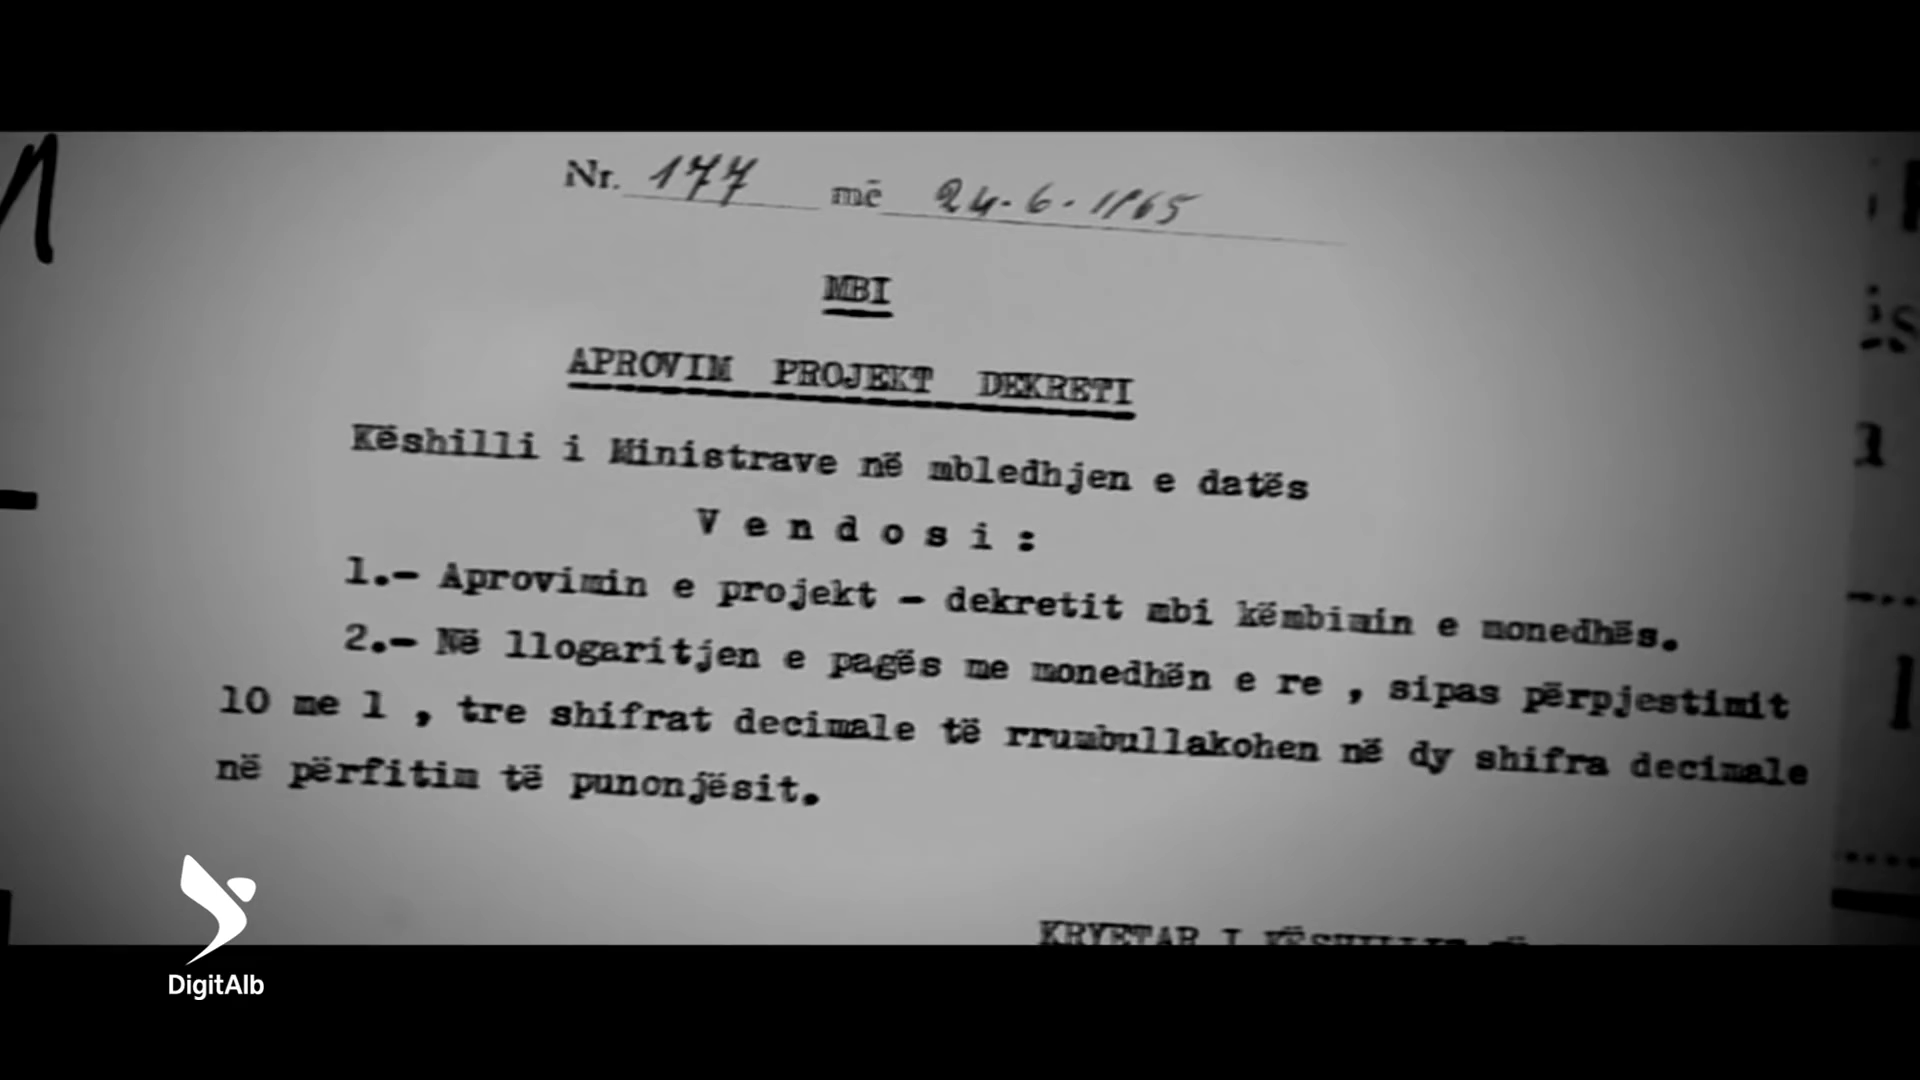 Nr. 177 më 24.6.1965
MBI
APROVIM PROJEKT DEKRETI
Këshilli i Ministrave në mbledhjen e datës
V e n d o s i :
1.- Aprovimin e projekt - dekretit mbi këmbimin e monedhës.
2.- Në llogaritjen e pagës me monedhën e re , sipas përpjestimit
10 me 1 , tre shifrat decimale të rrumbullakohen në dy shifra decimale
në përfitim të punonjësit.
KRYETAR I KËSHILLIT TË
DigitAlb